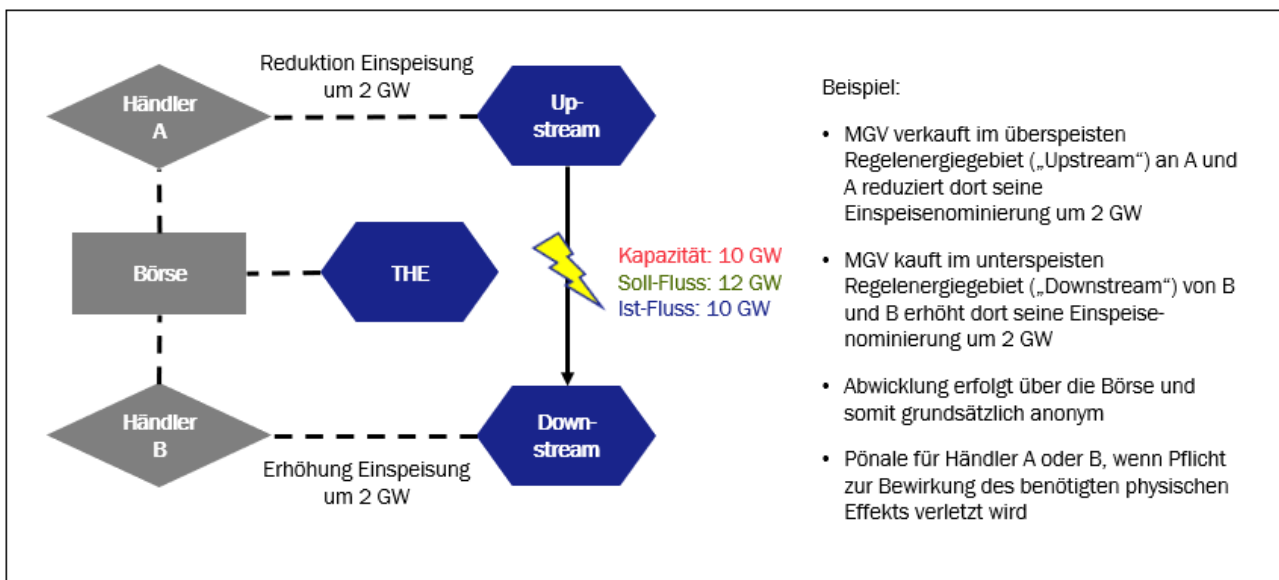 Reduktion Einspeisung
um 2 GW
Händler
A
Up-
stream
Börse
THE
Kapazität: 10 GW
Soll-Fluss: 12 GW
Ist-Fluss: 10 GW
Händler
B
Down-
stream
Erhöhung Einspeisung
um 2 GW
Beispiel:
• MGV verkauft im überspeisten
Regelenergiegebiet („Upstream“) an A und
A reduziert dort seine
Einspeisenominierung um 2 GW
• MGV kauft im unterspeisten
Regelenergiegebiet („Downstream“) von B
und B erhöht dort seine Einspeise-
nominierung um 2 GW
• Abwicklung erfolgt über die Börse und
somit grundsätzlich anonym
• Pönale für Händler A oder B, wenn Pflicht
zur Bewirkung des benötigten physischen
Effekts verletzt wird